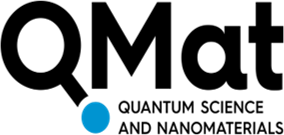 QMat
QUANTUM SCIENCE
AND NANOMATERIALS